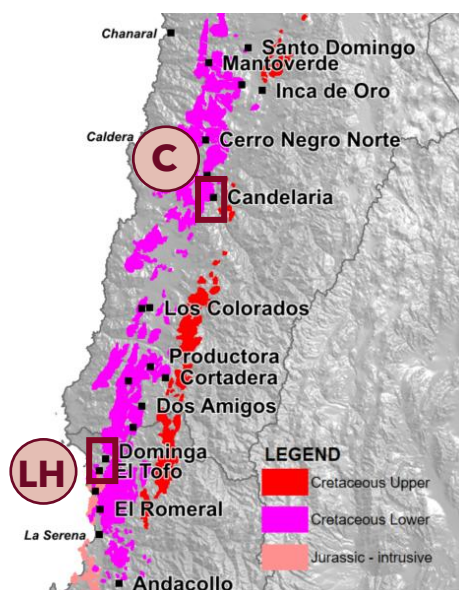 Chanaral
Santo Domingo
Mantoverde
Inca de Oro
Caldera
Cerro Negro Norte
C
Candelaria
Los Colorados
Productora
Cortadera
Dos Amigos
Dominga
LH
El Tofo
El Romeral
La Serena
Andacollo
LEGEND
Cretaceous Upper
Cretaceous Lower
Jurassic - intrusive